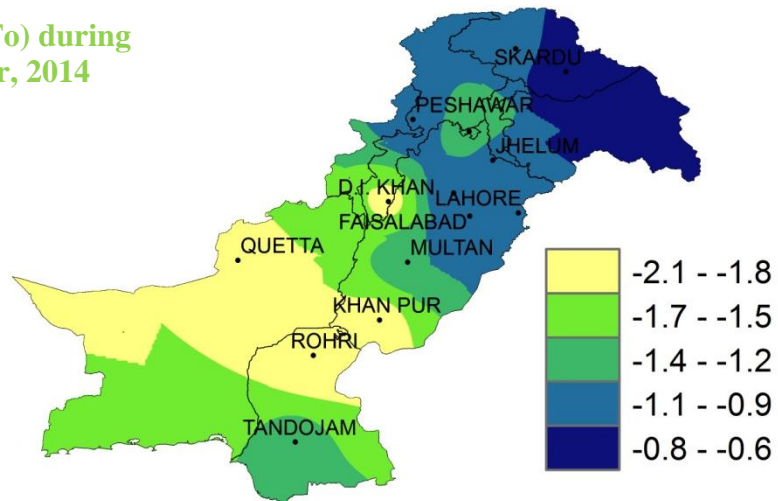 To) during
r, 2014
SKARDU
PESHAWAR
JHELUM
D.I. KHAN
LAHORE
FAISALABAD
QUETTA
MULTAN
KHAN PUR
ROHRI
TANDOJAM
-2.1 - -1.8
-1.7 - -1.5
-1.4 - -1.2
-1.1 - -0.9
-0.8 - -0.6